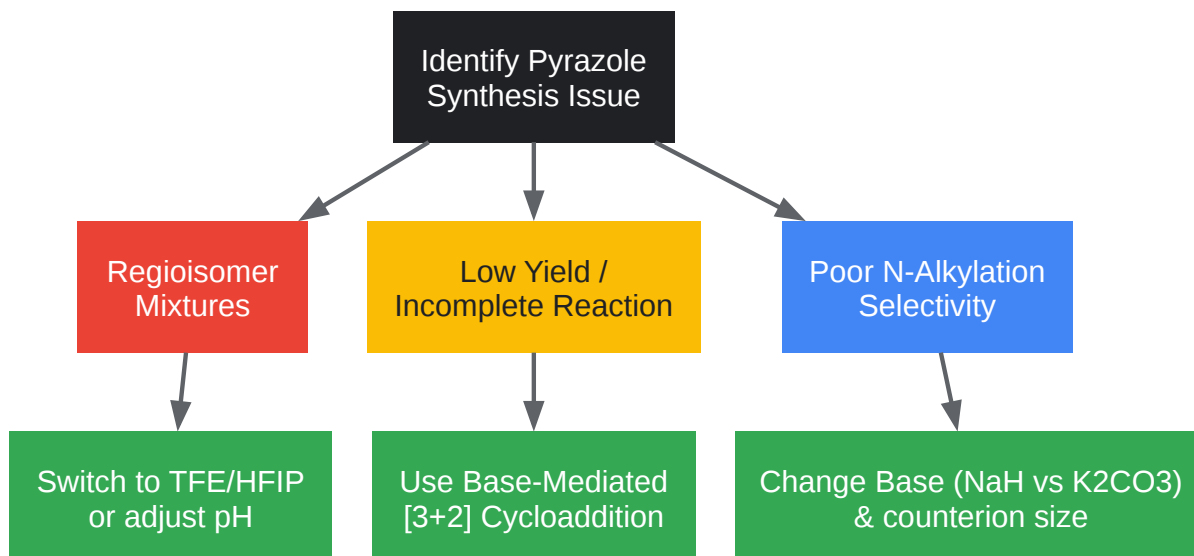 Identify Pyrazole
Synthesis Issue
Regioisomer
Mixtures
Low Yield /
Incomplete Reaction
Poor N-Alkylation
Selectivity
Switch to TFE/HFIP
or adjust pH
Use Base-Mediated
[3+2] Cycloaddition
Change Base (NaH vs K2CO3)
& counterion size